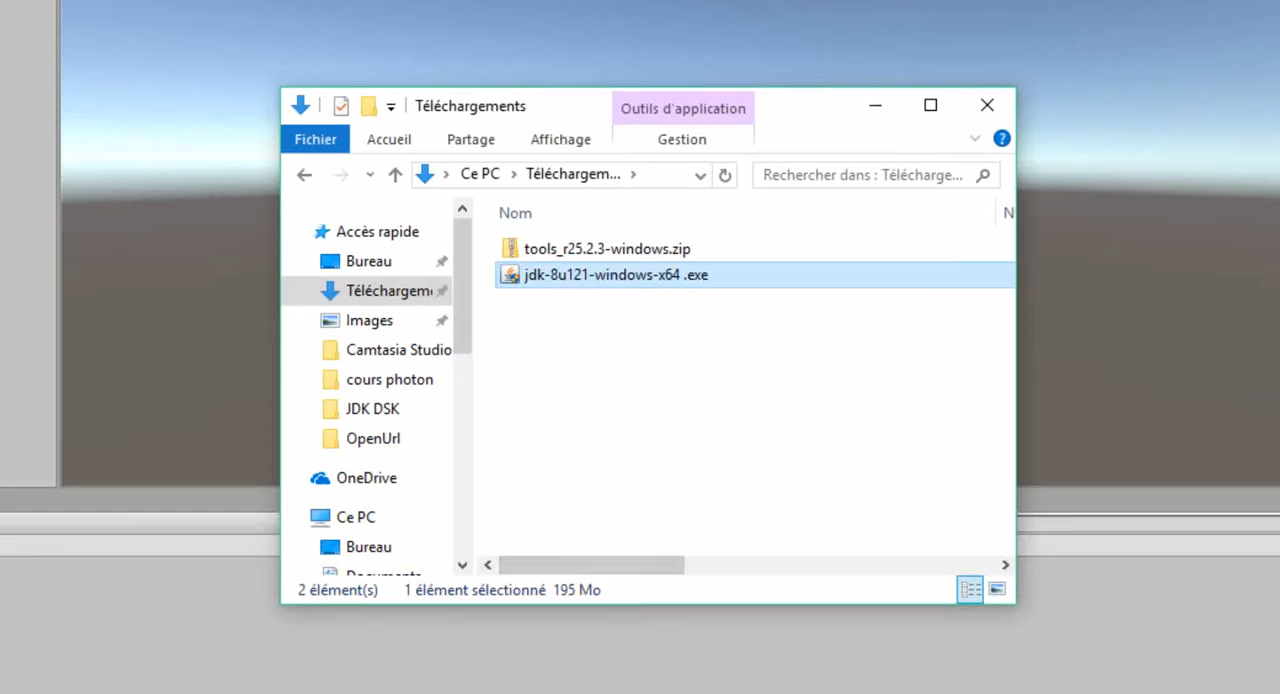 Téléchargements
Outils d'application
Fichier
Accueil
Partage
Affichage
Gestion
Ce PC
Téléchargem...
Rechercher dans : Télécharge...
Nom
N
Accès rapide
Bureau
Téléchargem
Images
Camtasia Studio
cours photon
JDK DSK
OpenUrl
OneDrive
Ce PC
Bureau
Documents
tools_r25.2.3-windows.zip
jdk-8u121-windows-x64 .exe
2 élément(s)
1 élément sélectionné 195 Mo